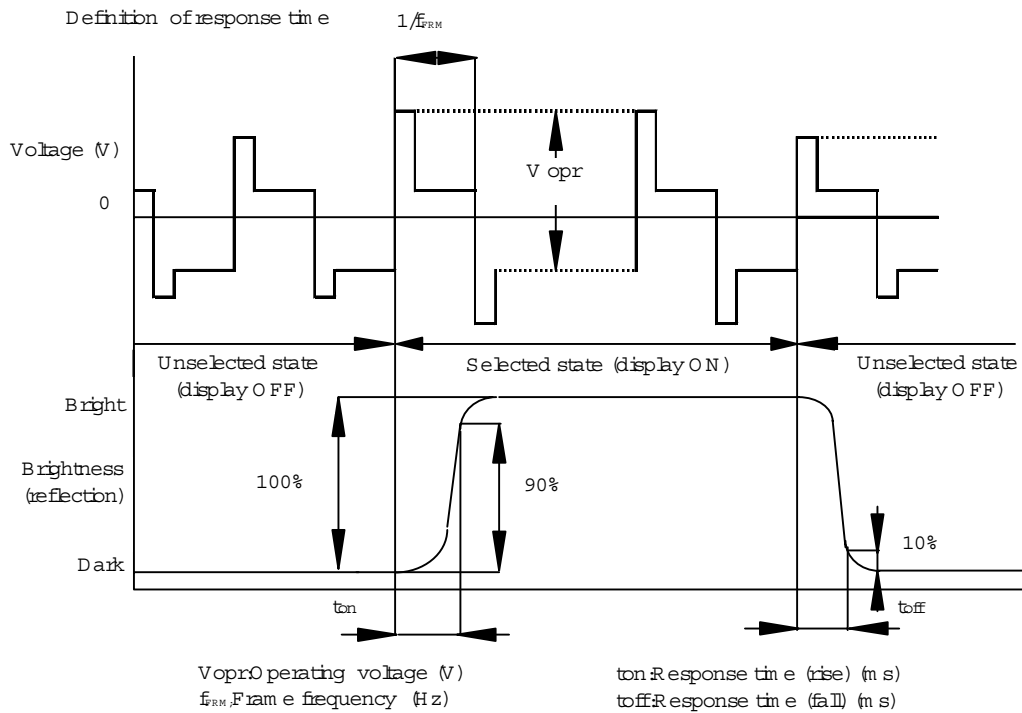 Definition of response time
1/fFRM
Voltage (V)
V opr
0
Unselected state
(display OFF)
Selected state (display ON)
Unselected state
(display OFF)
Bright
Brightness
(reflection)
100%
90%
10%
Dark
ton
toff
Vopr:Operating voltage (V)
fFRM,Frame frequency (Hz)
ton:Response time (rise) (ms)
toff:Response time (fall) (ms)